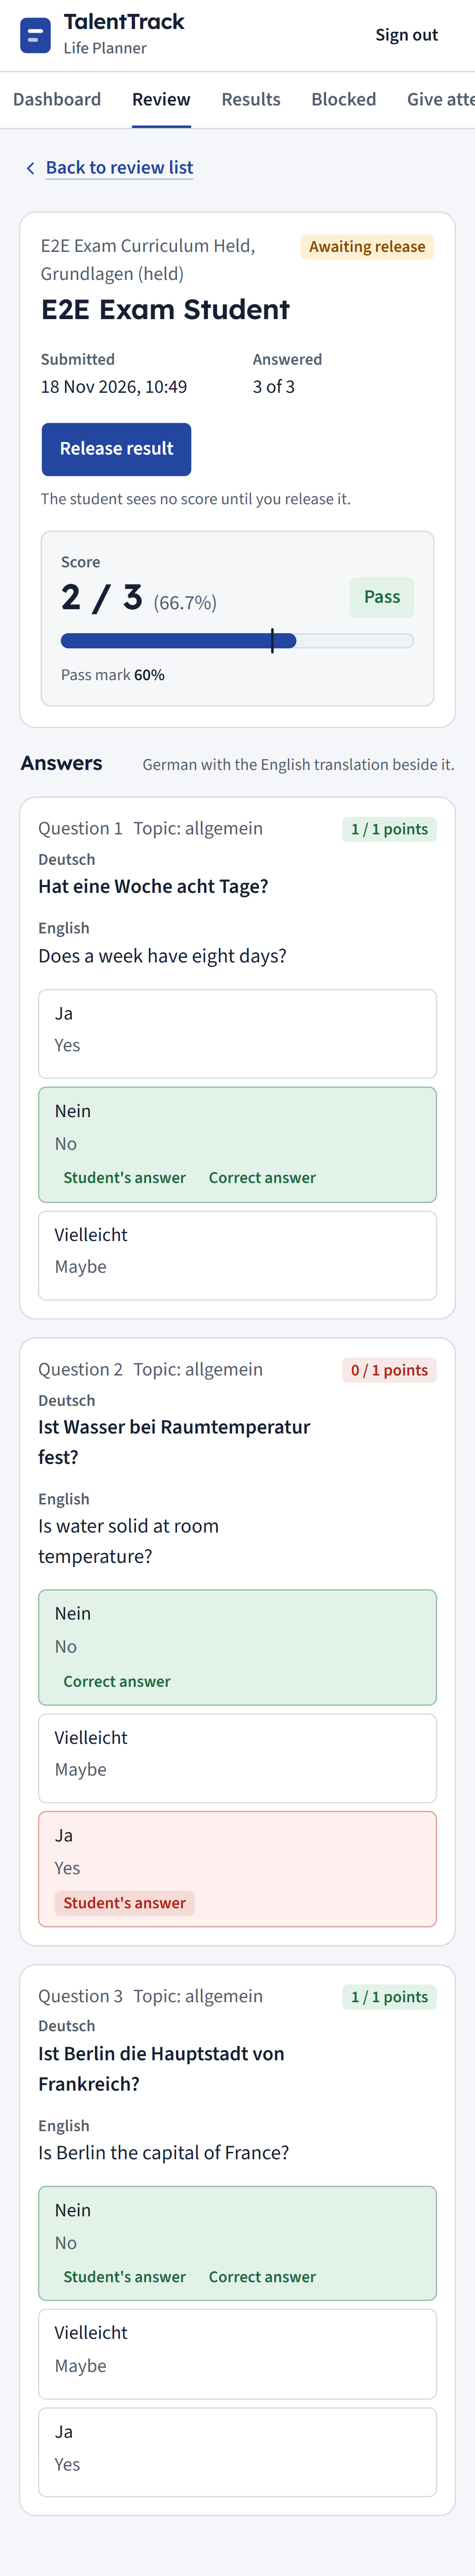 TalentTrack
Life Planner
Sign out
Dashboard Review Results Blocked Give atte
Back to review list
E2E Exam Curriculum Held,
Grundlagen (held)
Awaiting release
E2E Exam Student
Submitted
18 Nov 2026, 10:49
Answered
3 of 3
Release result
The student sees no score until you release it.
Score
2 / 3 (66.7%)
Pass
Pass mark 60%
Answers
German with the English translation beside it.
Question 1 Topic: allgemein
1 / 1 points
Deutsch
Hat eine Woche acht Tage?
English
Does a week have eight days?
Ja
Yes
Nein
No
Student's answer Correct answer
Vielleicht
Maybe
Question 2 Topic: allgemein
0 / 1 points
Deutsch
Ist Wasser bei Raumtemperatur
fest?
English
Is water solid at room
temperature?
Nein
No
Correct answer
Vielleicht
Maybe
Ja
Yes
Student's answer
Question 3 Topic: allgemein
1 / 1 points
Deutsch
Ist Berlin die Hauptstadt von
Frankreich?
English
Is Berlin the capital of France?
Nein
No
Student's answer Correct answer
Vielleicht
Maybe
Ja
Yes